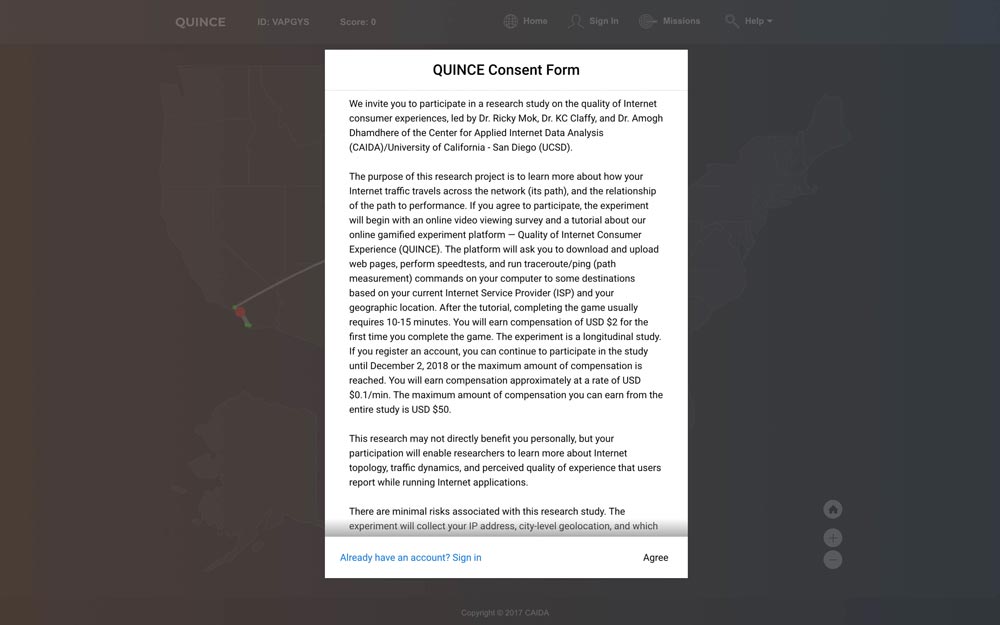 QUINCE ID: VAPGYS Score: 0 Home Sign In Missions Help
QUINCE Consent Form
We invite you to participate in a research study on the quality of Internet
consumer experiences, led by Dr. Ricky Mok, Dr. KC Claffy, and Dr. Amogh
Dhamdhere of the Center for Applied Internet Data Analysis
(CAIDA)/University of California - San Diego (UCSD).
The purpose of this research project is to learn more about how your
Internet traffic travels across the network (its path), and the relationship
of the path to performance. If you agree to participate, the experiment
will begin with an online video viewing survey and a tutorial about our
online gamified experiment platform — Quality of Internet Consumer
Experience (QUINCE). The platform will ask you to download and upload
web pages, perform speedtests, and run traceroute/ping (path
measurement) commands on your computer to some destinations
based on your current Internet Service Provider (ISP) and your
geographic location. After the tutorial, completing the game usually
requires 10-15 minutes. You will earn compensation of USD $2 for the
first time you complete the game. The experiment is a longitudinal study.
If you register an account, you can continue to participate in the study
until December 2, 2018 or the maximum amount of compensation is
reached. You will earn compensation approximately at a rate of USD
$0.1/min. The maximum amount of compensation you can earn from the
entire study is USD $50.
This research may not directly benefit you personally, but your
participation will enable researchers to learn more about Internet
topology, traffic dynamics, and perceived quality of experience that users
report while running Internet applications.
There are minimal risks associated with this research study. The
experiment will collect your IP address, city-level geolocation, and which
Already have an account? Sign in Agree
Copyright © 2017 CAIDA